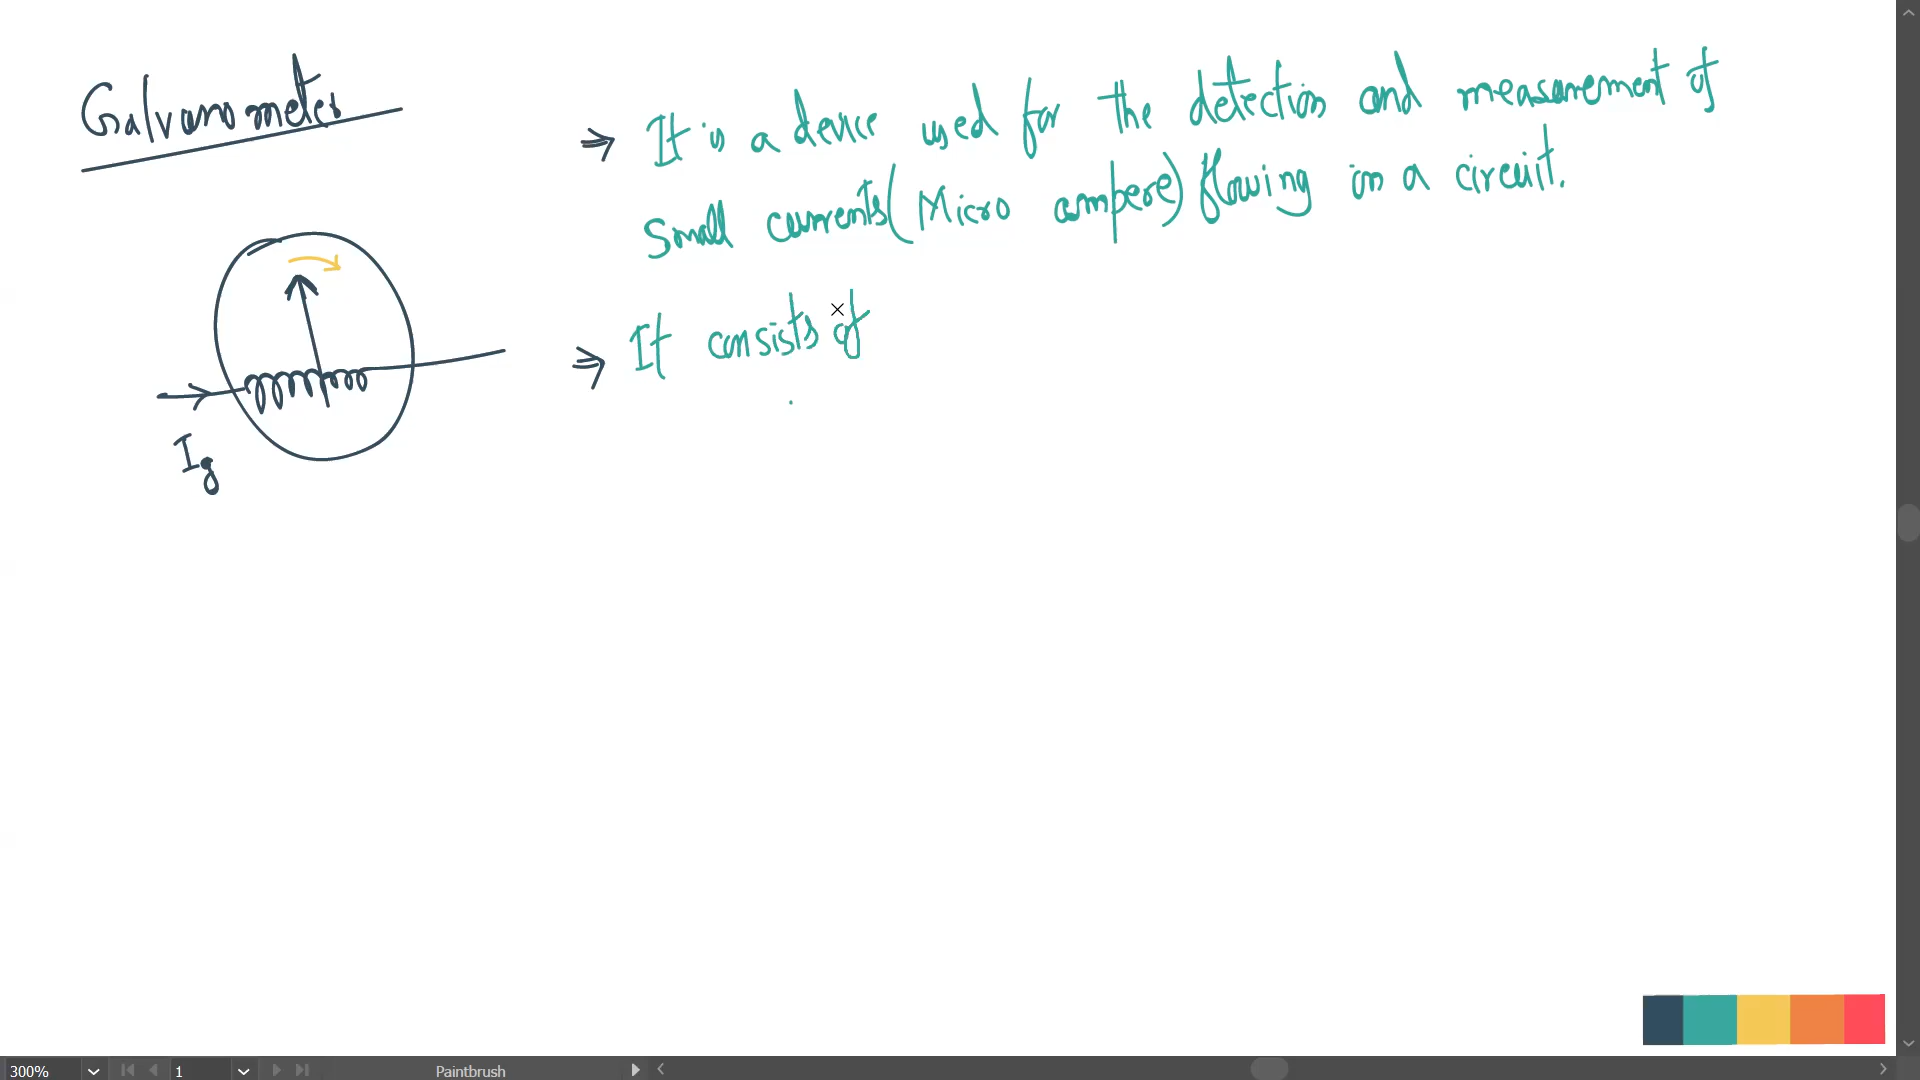 Galvanometer
⇒ It is a device used for the detection and measurement of
small currents (Micro ampere) flowing in a circuit.
⇒ It consists of
Ig
300%
1
Paintbrush